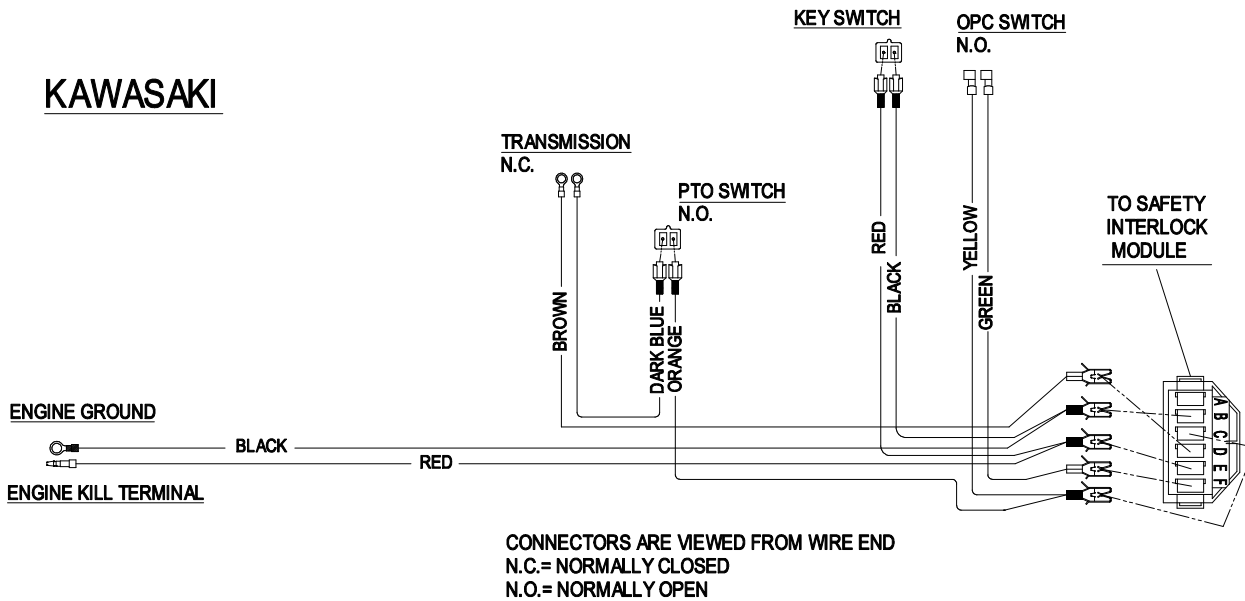 KEY SWITCH
OPC SWITCH
N.O.
KAWASAKI
TRANSMISSION
N.C.
PTO SWITCH
N.O.
TO SAFETY
INTERLOCK
MODULE
RED
BLACK
YELLOW
GREEN
BROWN
DARK BLUE
ORANGE
A
B
C
D
E
F
ENGINE GROUND
BLACK
RED
ENGINE KILL TERMINAL
CONNECTORS ARE VIEWED FROM WIRE END
N.C.= NORMALLY CLOSED
N.O.= NORMALLY OPEN